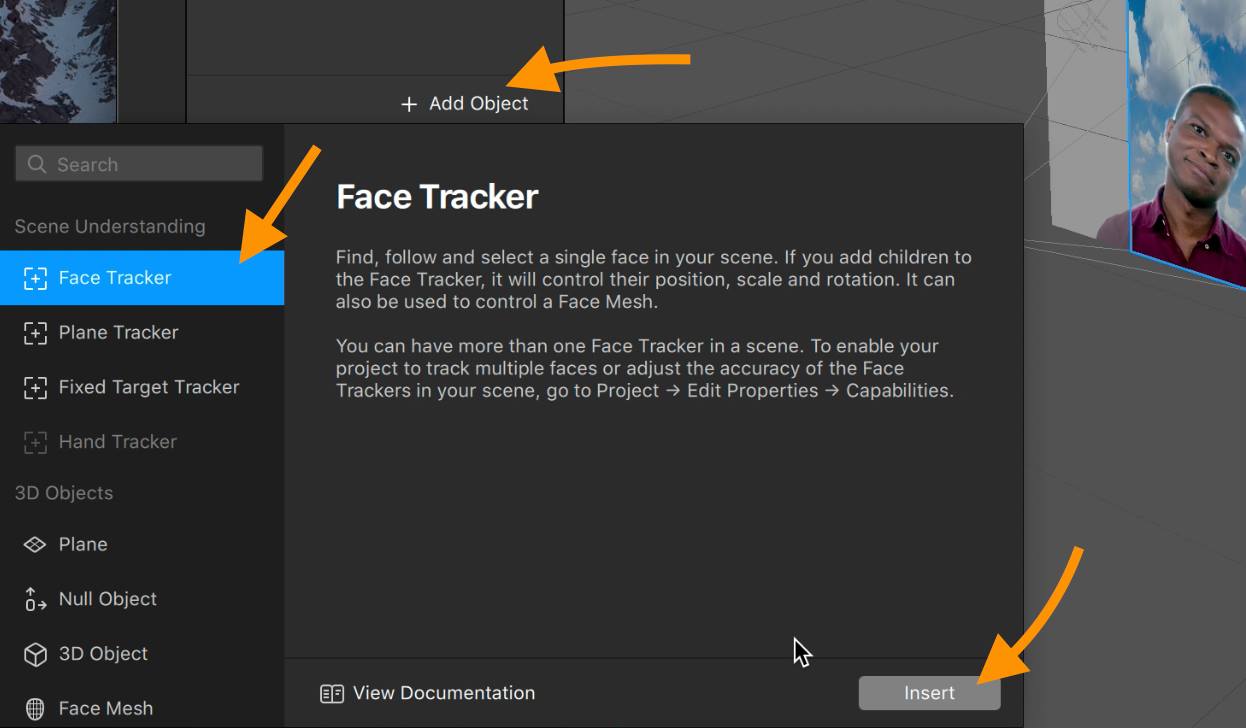 + Add Object
Search
Scene Understanding
Face Tracker
Plane Tracker
Fixed Target Tracker
Hand Tracker
3D Objects
Plane
Null Object
3D Object
Face Mesh
Face Tracker
Find, follow and select a single face in your scene. If you add children to
the Face Tracker, it will control their position, scale and rotation. It can
also be used to control a Face Mesh.
You can have more than one Face Tracker in a scene. To enable your
project to track multiple faces or adjust the accuracy of the Face
Trackers in your scene, go to Project → Edit Properties → Capabilities.
View Documentation
Insert